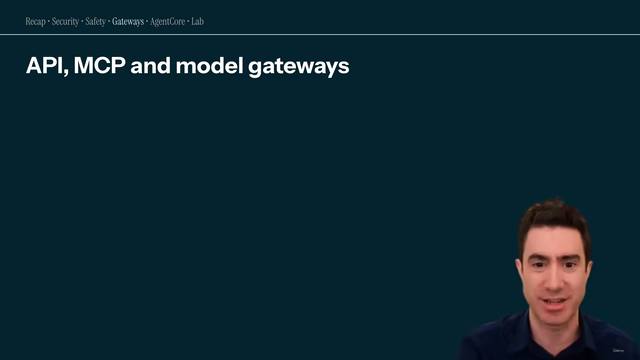 Recap • Security • Safety • Gateways • AgentCore • Lab
API, MCP and model gateways